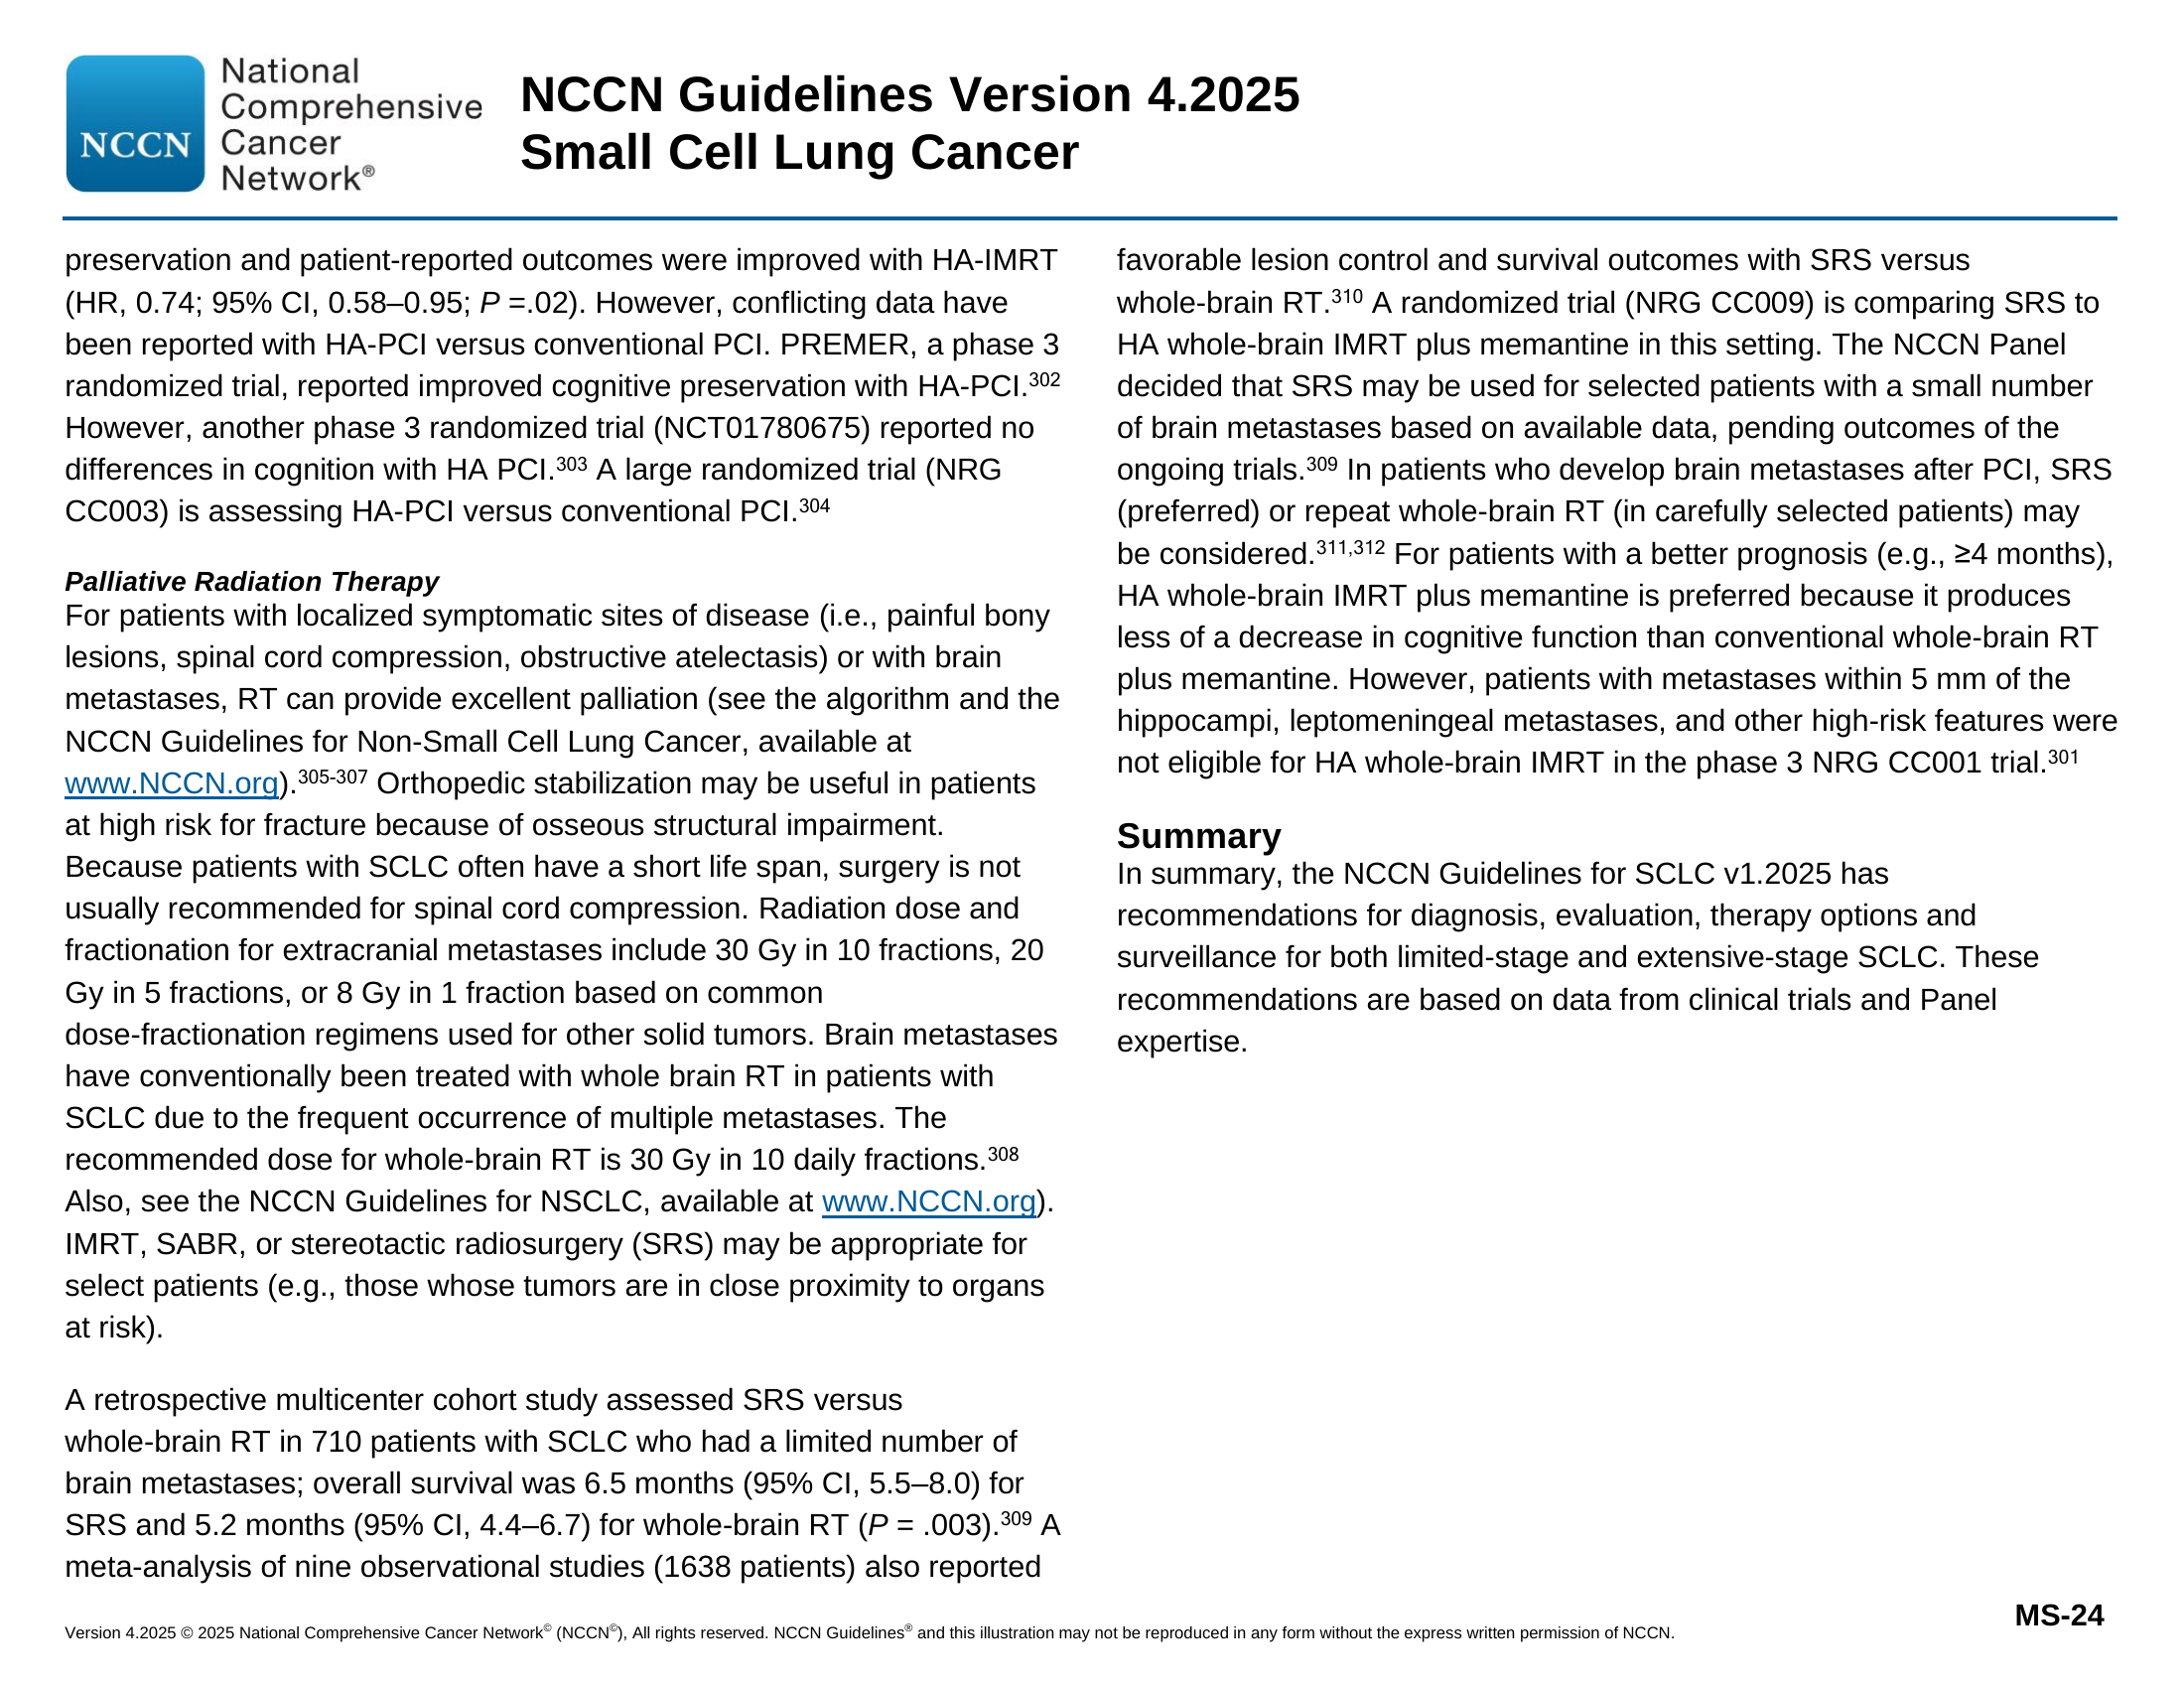 NCCN
National
Comprehensive
Cancer
Network®
NCCN Guidelines Version 4.2025
Small Cell Lung Cancer
preservation and patient-reported outcomes were improved with HA-IMRT
(HR, 0.74; 95% CI, 0.58–0.95; P =.02). However, conflicting data have
been reported with HA-PCI versus conventional PCI. PREMER, a phase 3
randomized trial, reported improved cognitive preservation with HA-PCI.302
However, another phase 3 randomized trial (NCT01780675) reported no
differences in cognition with HA PCI.303 A large randomized trial (NRG
CC003) is assessing HA-PCI versus conventional PCI.304
Palliative Radiation Therapy
For patients with localized symptomatic sites of disease (i.e., painful bony
lesions, spinal cord compression, obstructive atelectasis) or with brain
metastases, RT can provide excellent palliation (see the algorithm and the
NCCN Guidelines for Non-Small Cell Lung Cancer, available at
www.NCCN.org).305-307 Orthopedic stabilization may be useful in patients
at high risk for fracture because of osseous structural impairment.
Because patients with SCLC often have a short life span, surgery is not
usually recommended for spinal cord compression. Radiation dose and
fractionation for extracranial metastases include 30 Gy in 10 fractions, 20
Gy in 5 fractions, or 8 Gy in 1 fraction based on common
dose-fractionation regimens used for other solid tumors. Brain metastases
have conventionally been treated with whole brain RT in patients with
SCLC due to the frequent occurrence of multiple metastases. The
recommended dose for whole-brain RT is 30 Gy in 10 daily fractions.308
Also, see the NCCN Guidelines for NSCLC, available at www.NCCN.org).
IMRT, SABR, or stereotactic radiosurgery (SRS) may be appropriate for
select patients (e.g., those whose tumors are in close proximity to organs
at risk).
A retrospective multicenter cohort study assessed SRS versus
whole-brain RT in 710 patients with SCLC who had a limited number of
brain metastases; overall survival was 6.5 months (95% CI, 5.5–8.0) for
SRS and 5.2 months (95% CI, 4.4–6.7) for whole-brain RT (P = .003).309 A
meta-analysis of nine observational studies (1638 patients) also reported
favorable lesion control and survival outcomes with SRS versus
whole-brain RT.310 A randomized trial (NRG CC009) is comparing SRS to
HA whole-brain IMRT plus memantine in this setting. The NCCN Panel
decided that SRS may be used for selected patients with a small number
of brain metastases based on available data, pending outcomes of the
ongoing trials.309 In patients who develop brain metastases after PCI, SRS
(preferred) or repeat whole-brain RT (in carefully selected patients) may
be considered.311,312 For patients with a better prognosis (e.g., ≥4 months),
HA whole-brain IMRT plus memantine is preferred because it produces
less of a decrease in cognitive function than conventional whole-brain RT
plus memantine. However, patients with metastases within 5 mm of the
hippocampi, leptomeningeal metastases, and other high-risk features were
not eligible for HA whole-brain IMRT in the phase 3 NRG CC001 trial.301
Summary
In summary, the NCCN Guidelines for SCLC v1.2025 has
recommendations for diagnosis, evaluation, therapy options and
surveillance for both limited-stage and extensive-stage SCLC. These
recommendations are based on data from clinical trials and Panel
expertise.
MS-24
Version 4.2025 © 2025 National Comprehensive Cancer Network© (NCCN©), All rights reserved. NCCN Guidelines® and this illustration may not be reproduced in any form without the express written permission of NCCN.